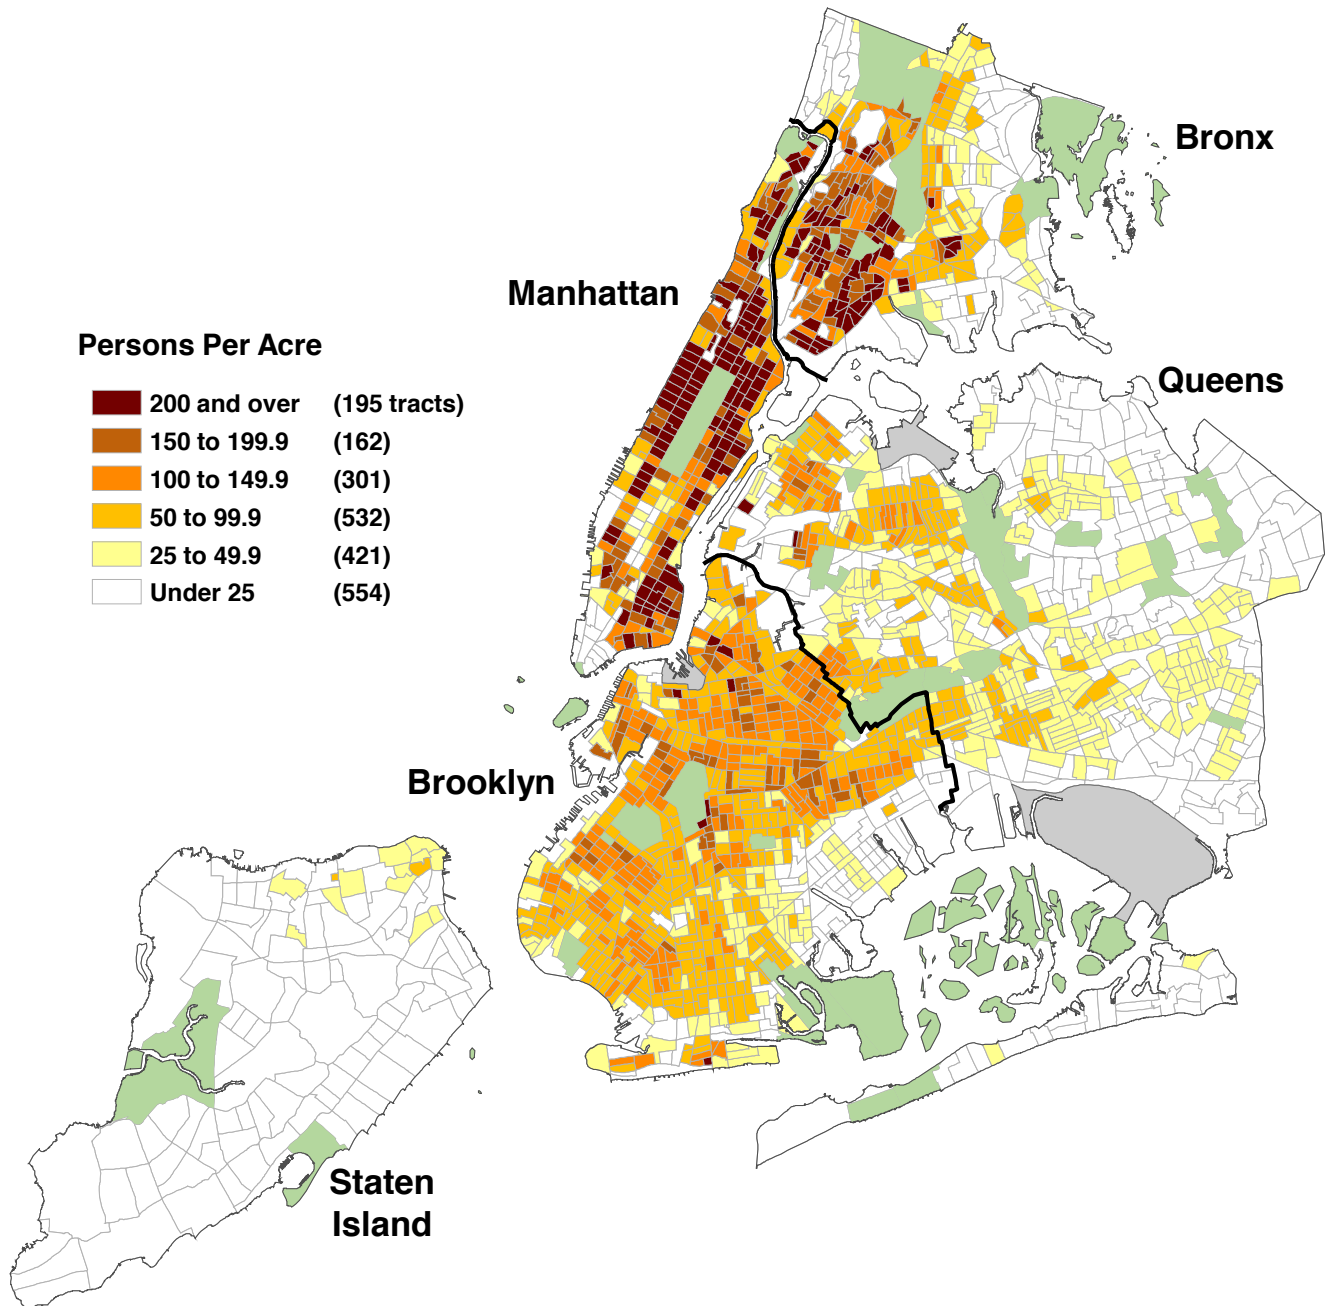 Bronx
Manhattan
Persons Per Acre
200 and over (195 tracts)
150 to 199.9 (162)
100 to 149.9 (301)
50 to 99.9 (532)
25 to 49.9 (421)
Under 25 (554)
Queens
Brooklyn
Staten
Island